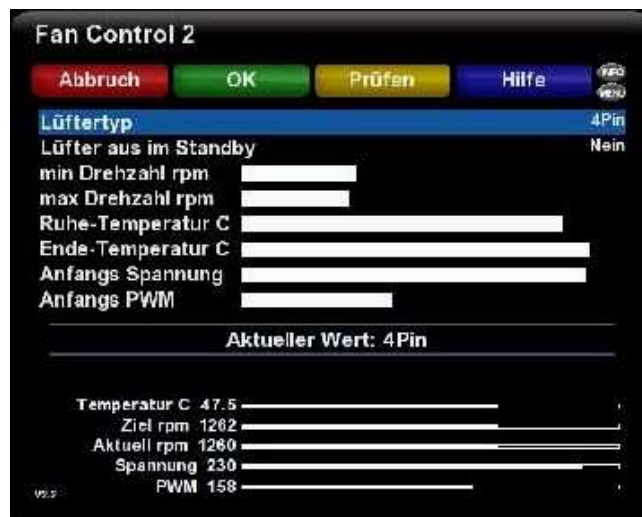 Fan Control 2
Abbruch OK Prüfen Hilfe INFO
MENU
Lüftertyp 4Pin
Lüfter aus im Standby Nein
min Drehzahl rpm
max Drehzahl rpm
Ruhe-Temperatur C
Ende-Temperatur C
Anfangs Spannung
Anfangs PWM
Aktueller Wert: 4Pin
Temperatur C 47.5
Ziel rpm 1262
Aktuell rpm 1260
Spannung 230
PWM 158